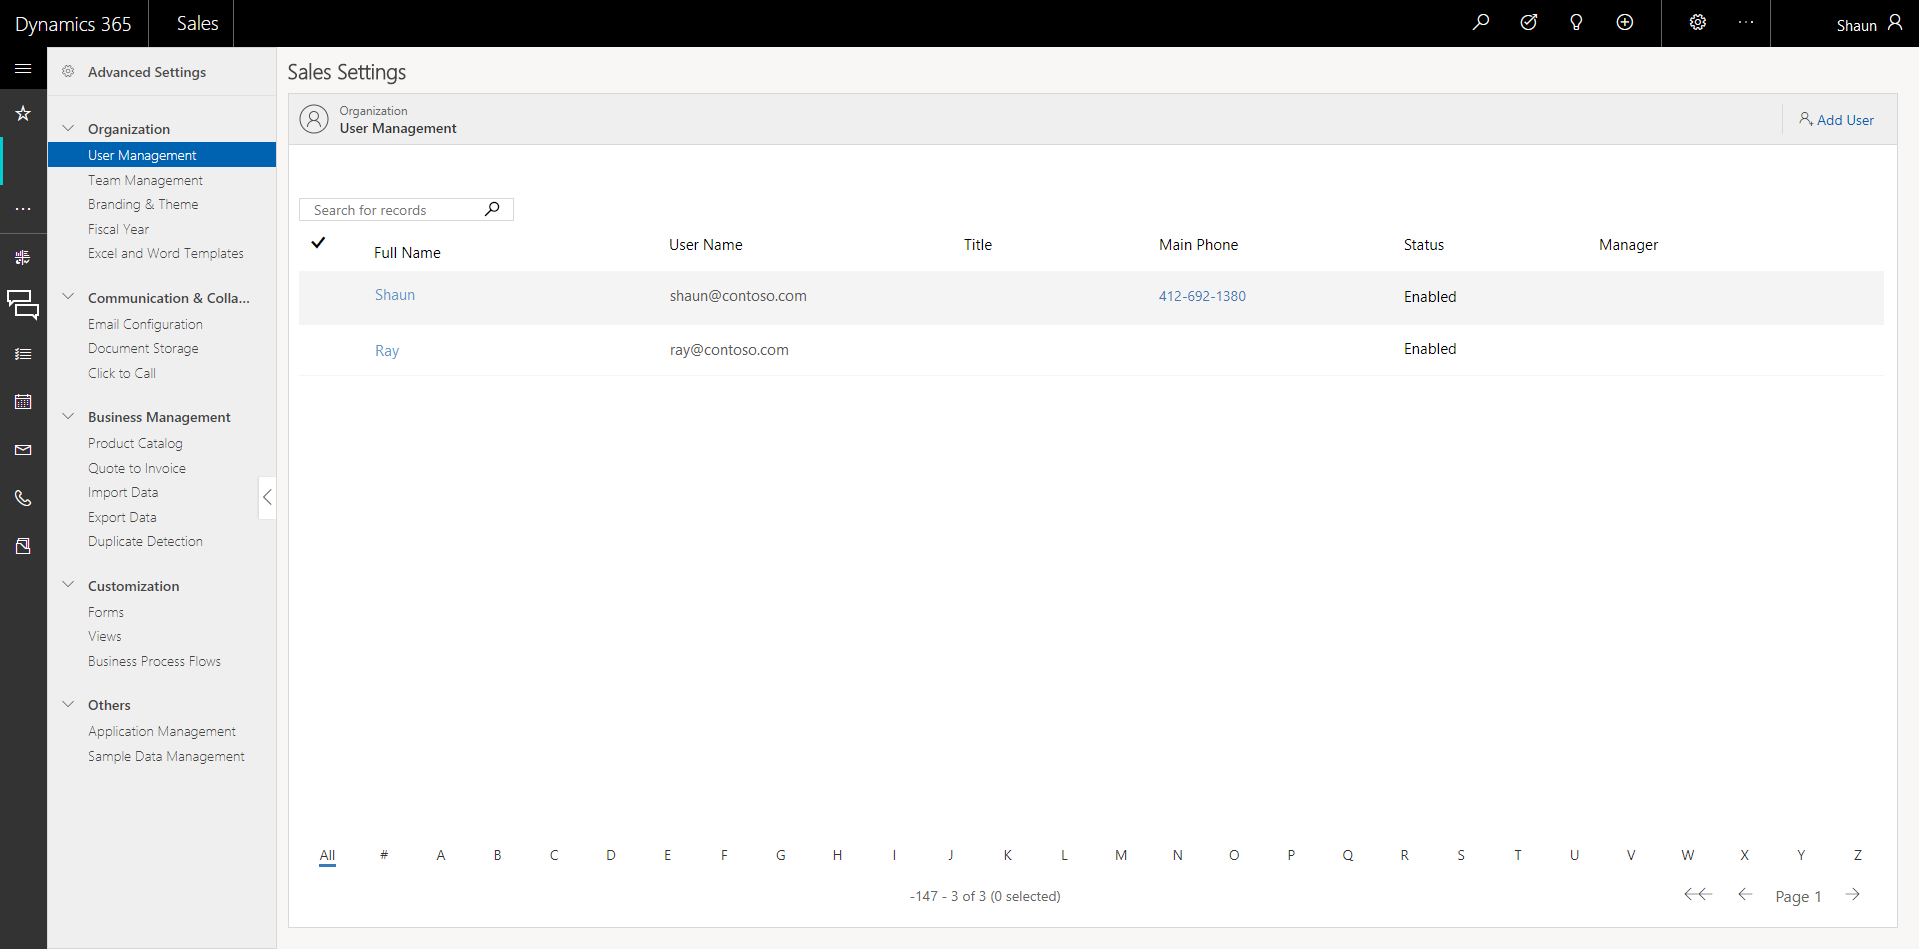 Dynamics 365
Sales
Shaun
Advanced Settings
Organization
User Management
Team Management
Branding & Theme
Fiscal Year
Excel and Word Templates
Communication & Colla...
Email Configuration
Document Storage
Click to Call
Business Management
Product Catalog
Quote to Invoice
Import Data
Export Data
Duplicate Detection
Customization
Forms
Views
Business Process Flows
Others
Application Management
Sample Data Management
Sales Settings
Organization
User Management
Add User
Search for records
Full Name User Name Title Main Phone Status Manager
Shaun shaun@contoso.com 412-692-1380 Enabled
Ray ray@contoso.com Enabled
All # A B C D E F G H I J K L M N O P Q R S T U V W X Y Z
-147 - 3 of 3 (0 selected)
Page 1